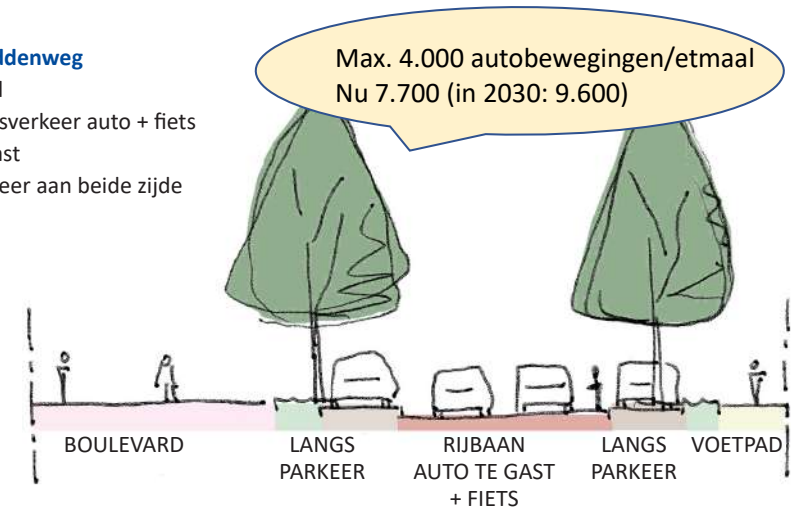 ddenweg
sverkeer auto + fiets
st
eer aan beide zijde
Max. 4.000 autobewegingen/etmaal
Nu 7.700 (in 2030: 9.600)
BOULEVARD
LANGS
PARKEER
RIJBAAN
AUTO TE GAST
+ FIETS
LANGS
PARKEER
VOETPAD